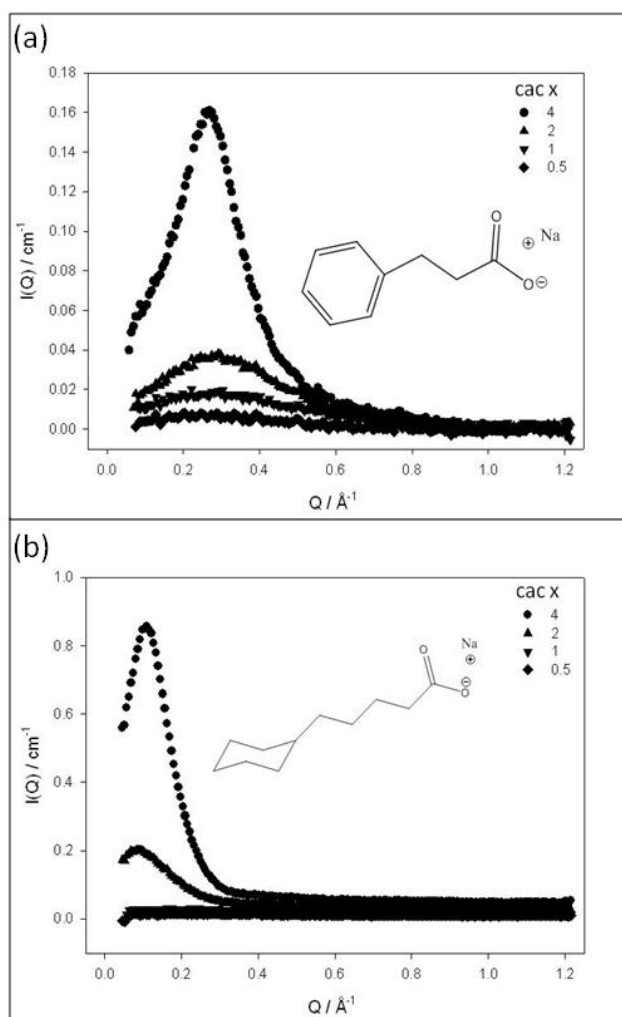 (a)
0.18
0.16
0.14
0.12
0.10
0.08
0.06
0.04
0.02
0.00
I(Q) / cm⁻¹
cac x
4
2
1
0.5
O
⊕ Na
O⊖
0.0 0.2 0.4 0.6 0.8 1.0 1.2
Q / Å⁻¹
(b)
1.0
0.8
0.6
0.4
0.2
0.0
I(Q) / cm⁻¹
cac x
4
2
1
0.5
Na
⊕
O
⊖
O
0.0 0.2 0.4 0.6 0.8 1.0 1.2
Q / Å⁻¹